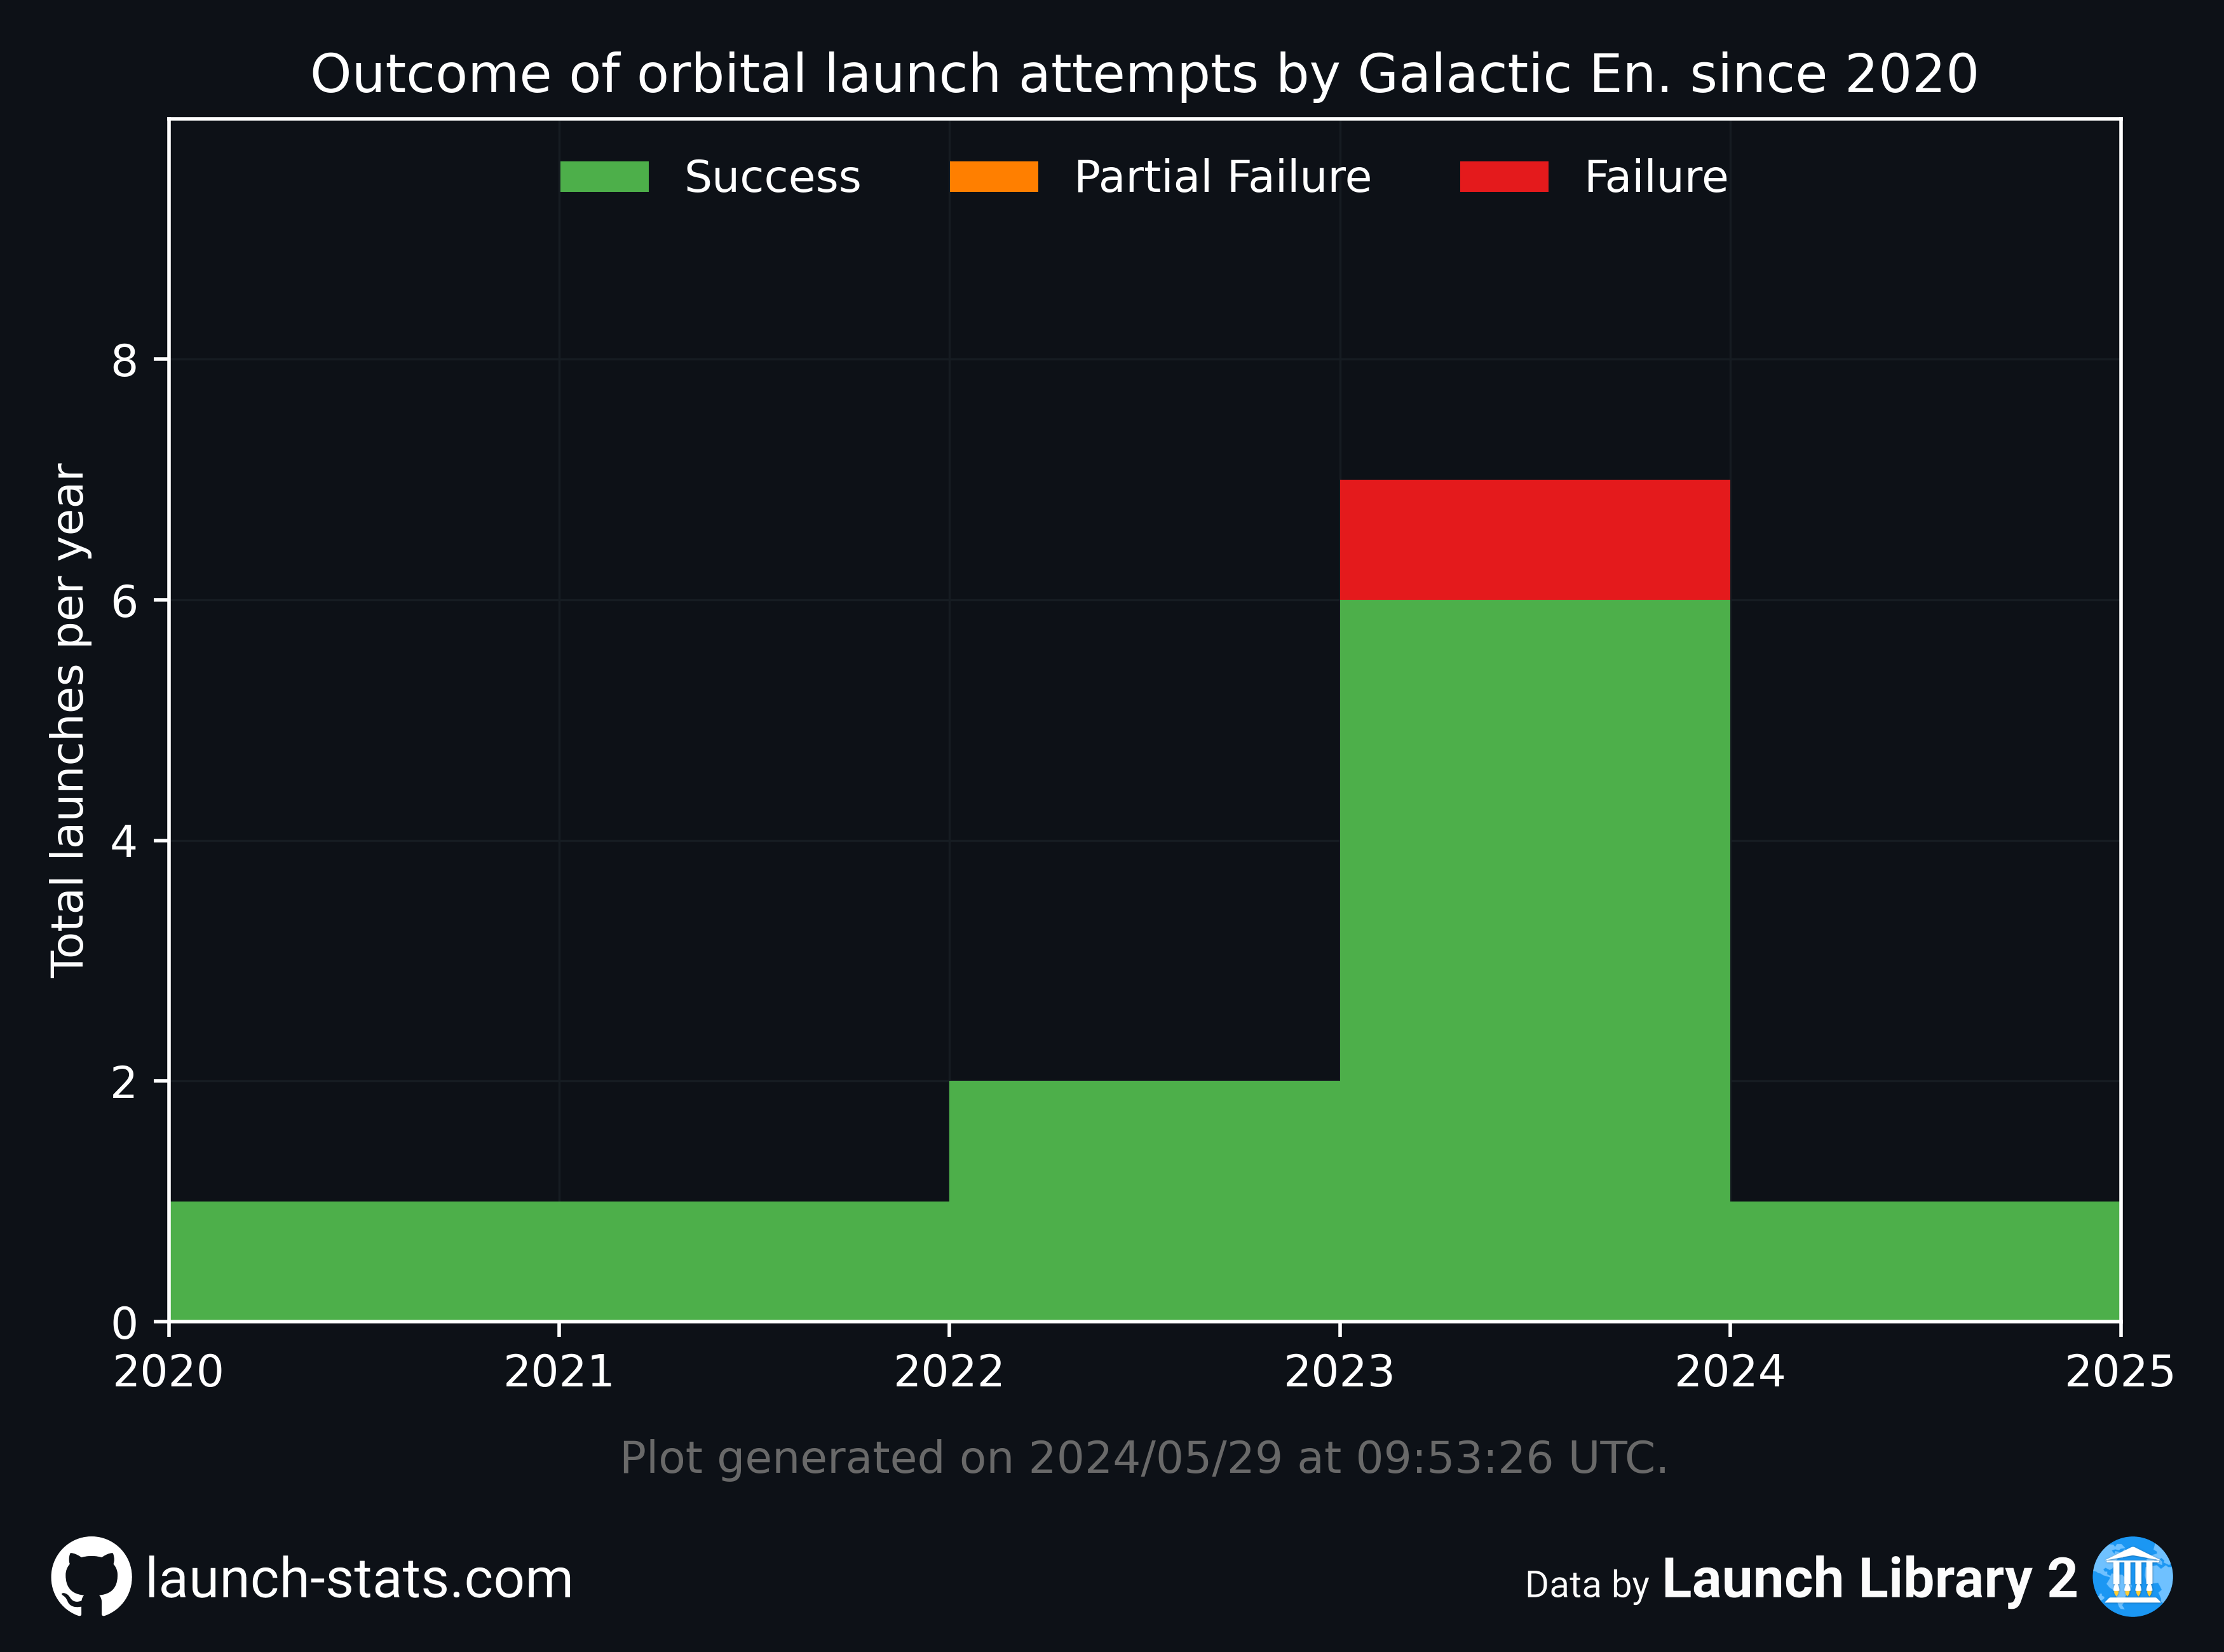 Outcome of orbital launch attempts by Galactic En. since 2020
Success Partial Failure Failure
Total launches per year
8
6
4
2
0
2020 2021 2022 2023 2024 2025
Plot generated on 2024/05/29 at 09:53:26 UTC.
launch-stats.com
Data by Launch Library 2